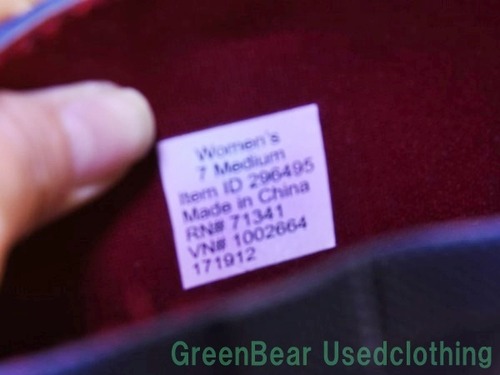 Women's
7 Medium
Item ID 296495
Made in China
RN# 71341
VN# 1002664
171912
GreenBear Usedclothing